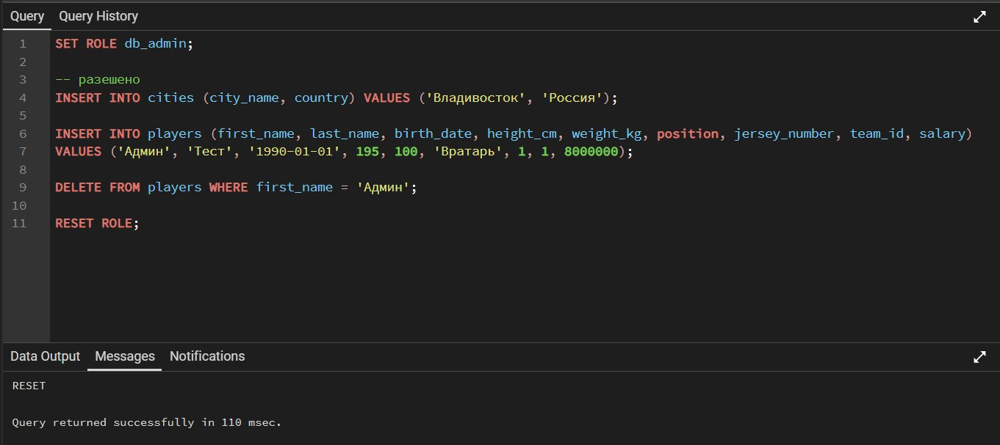 Query Query History
1 SET ROLE db_admin;
2
3 -- разешено
4 INSERT INTO cities (city_name, country) VALUES ('Владивосток', 'Россия');
5
6 INSERT INTO players (first_name, last_name, birth_date, height_cm, weight_kg, position, jersey_number, team_id, salary)
7 VALUES ('Админ', 'Тест', '1990-01-01', 195, 100, 'Вратарь', 1, 1, 8000000);
8
9 DELETE FROM players WHERE first_name = 'Админ';
10
11 RESET ROLE;
Data Output Messages Notifications
RESET
Query returned successfully in 110 msec.